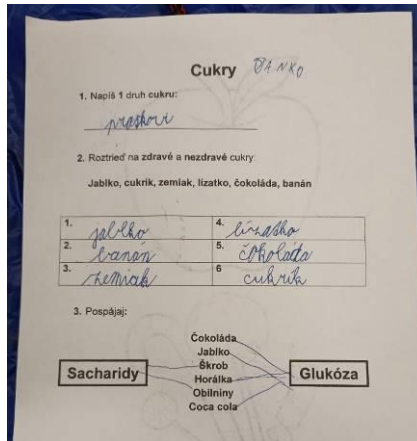 Cukry JANKO
1. Napíš 1 druh cukru:
praskovi
2. Roztrieď na zdravé a nezdravé cukry:
Jablko, cukrík, zemiak, lízatko, čokoláda, banán
1. jablko 4. lízatko
2. banán 5. čokoláda
3. zemiak 6 cukrík
3. Pospájaj:
Čokoláda
Jablko
Škrob
Sacharidy Horálka Glukóza
Obilniny
Coca cola